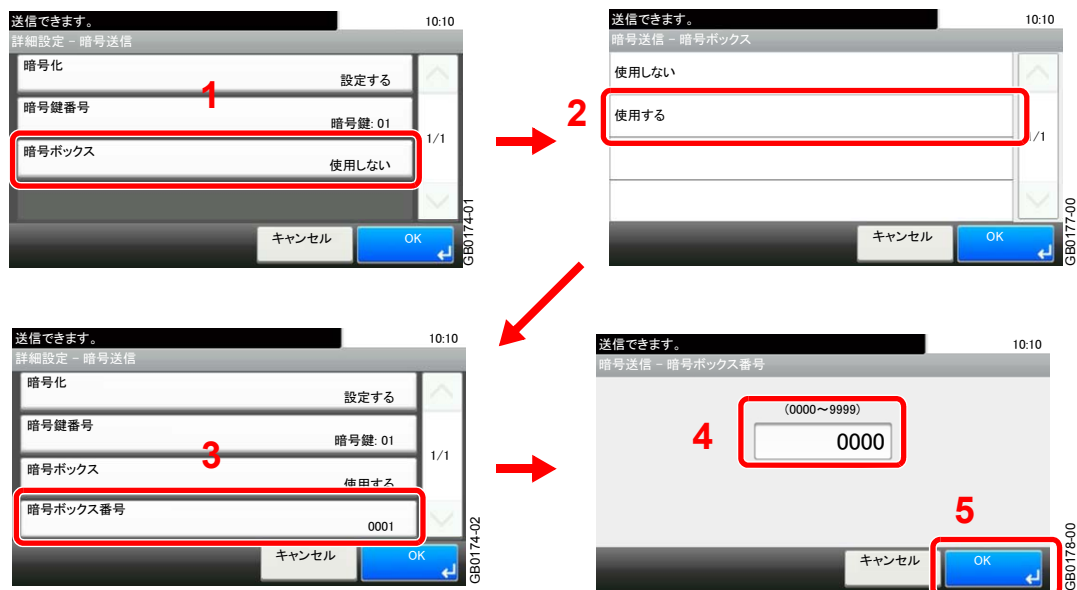 送信できます。
10:10
詳細設定 - 暗号送信
暗号化
設定する
1
暗号鍵番号
暗号鍵: 01
1/1
暗号ボックス
使用しない
キャンセル
OK
GB0174-01
送信できます。
10:10
暗号送信 - 暗号ボックス
使用しない
2
使用する
1/1
キャンセル
OK
GB0177-00
送信できます。
10:10
詳細設定 - 暗号送信
暗号化
設定する
暗号鍵番号
暗号鍵: 01
3
1/1
暗号ボックス
使用する
暗号ボックス番号
0001
キャンセル
OK
GB0174-02
送信できます。
10:10
暗号送信 - 暗号ボックス番号
(0000～9999)
4
0000
5
キャンセル
OK
GB0178-00